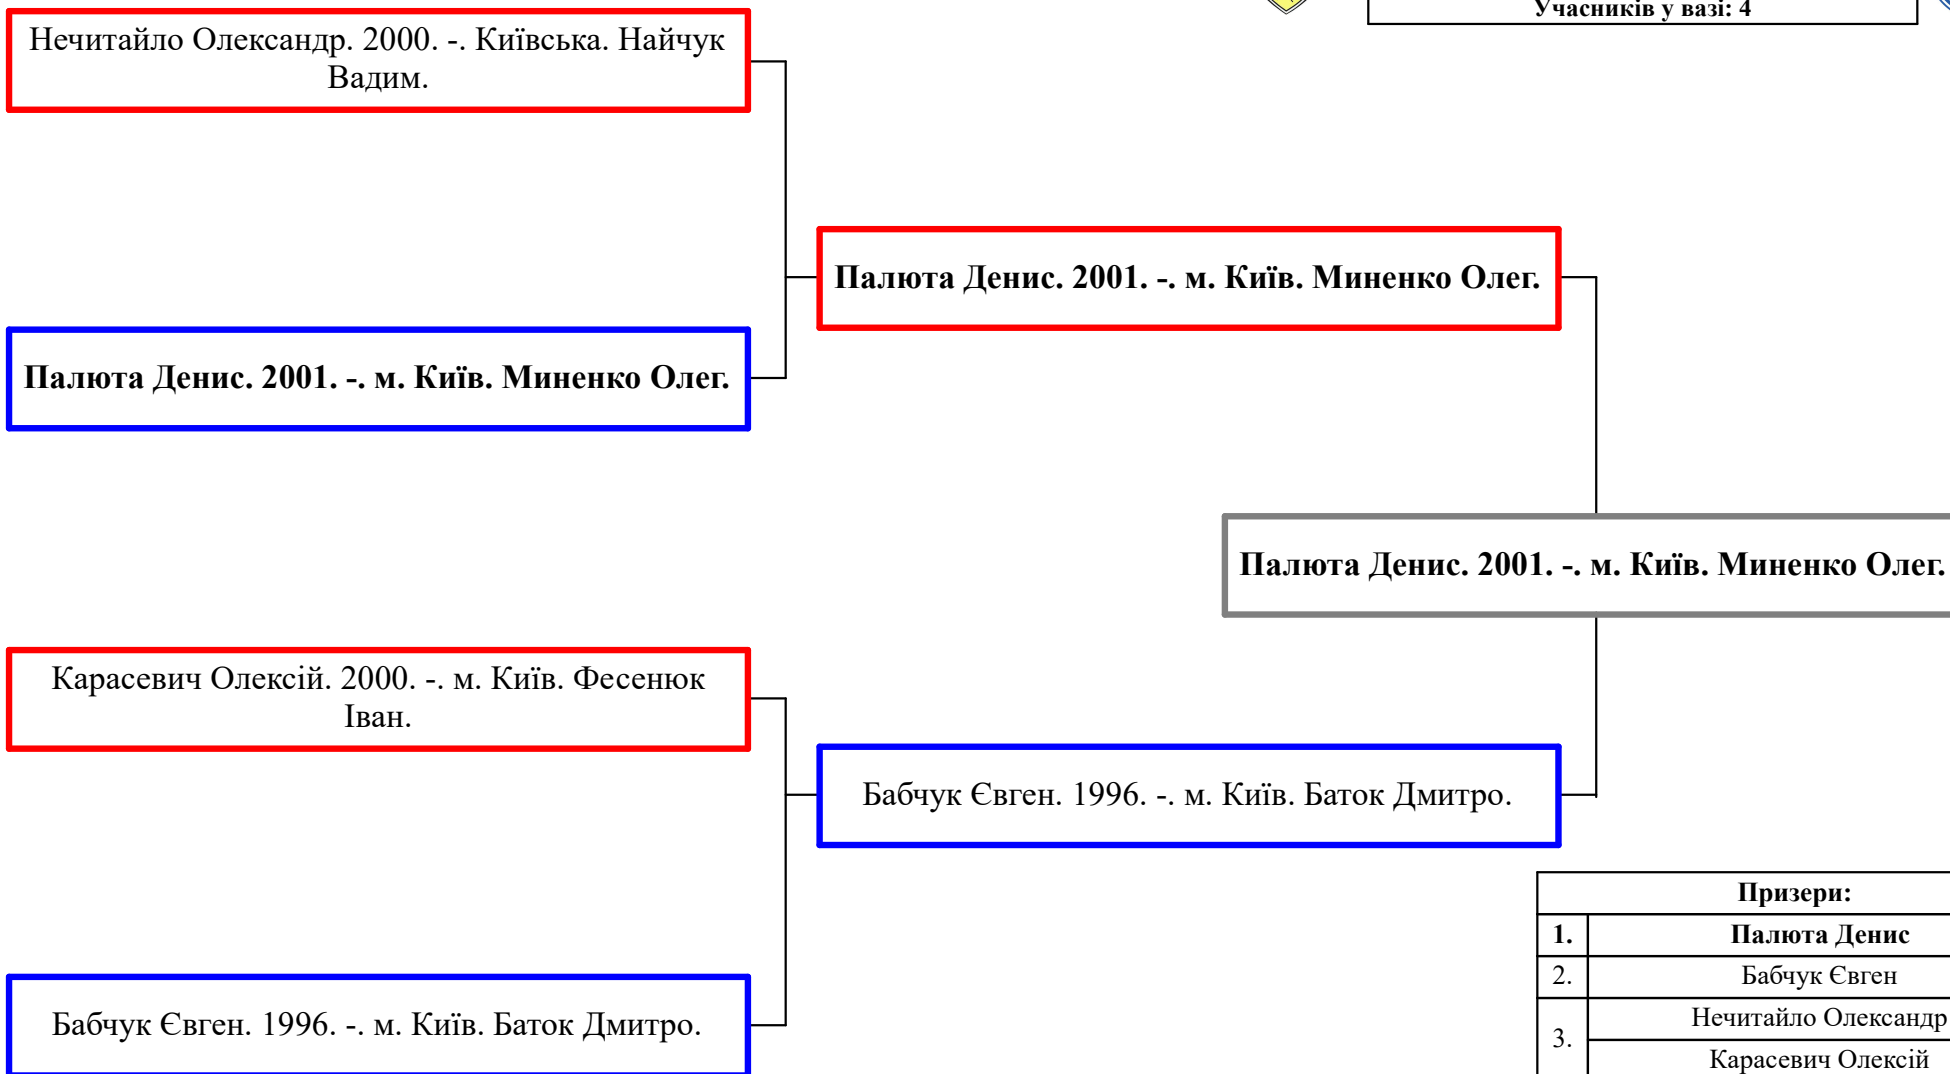 Учасників у вазі: 4
Нечитайло Олександр. 2000. -. Київська. Найчук
Вадим.
Палюта Денис. 2001. -. м. Київ. Миненко Олег.
Палюта Денис. 2001. -. м. Київ. Миненко Олег.
Палюта Денис. 2001. -. м. Київ. Миненко Олег.
Карасевич Олексій. 2000. -. м. Київ. Фесенюк
Іван.
Бабчук Євген. 1996. -. м. Київ. Баток Дмитро.
Бабчук Євген. 1996. -. м. Київ. Баток Дмитро.
Призери:
1. Палюта Денис
2. Бабчук Євген
3. Нечитайло Олександр
Карасевич Олексій